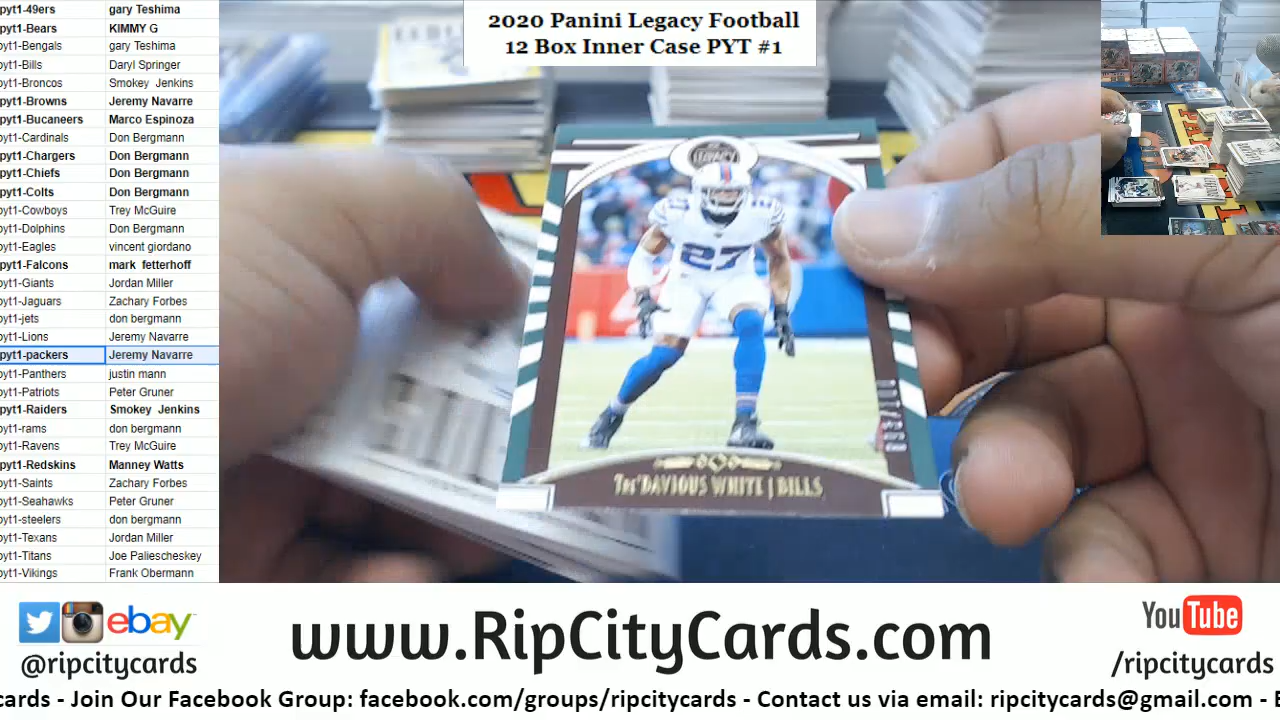 pyt1-49ers gary Teshima
pyt1-Bears KIMMY G
pyt1-Bengals gary Teshima
pyt1-Bills Daryl Springer
pyt1-Broncos Smokey Jenkins
pyt1-Browns Jeremy Navarre
pyt1-Bucaneers Marco Espinoza
pyt1-Cardinals Don Bergmann
pyt1-Chargers Don Bergmann
pyt1-Chiefs Don Bergmann
pyt1-Colts Don Bergmann
pyt1-Cowboys Trey McGuire
pyt1-Dolphins Don Bergmann
pyt1-Eagles vincent giordano
pyt1-Falcons mark fetterhoff
pyt1-Giants Jordan Miller
pyt1-Jaguars Zachary Forbes
pyt1-jets don bergmann
pyt1-Lions Jeremy Navarre
pyt1-packers Jeremy Navarre
pyt1-Panthers justin mann
pyt1-Patriots Peter Gruner
pyt1-Raiders Smokey Jenkins
pyt1-rams don bergmann
pyt1-Ravens Trey McGuire
pyt1-Redskins Manney Watts
pyt1-Saints Zachary Forbes
pyt1-Seahawks Peter Gruner
pyt1-steelers don bergmann
pyt1-Texans Jordan Miller
pyt1-Titans Joe Paliescheskey
pyt1-Vikings Frank Obermann
2020 Panini Legacy Football
12 Box Inner Case PYT #1
LEGACY
27
TRE'DAVIOUS WHITE | BILLS
ebay
@ripcitycards
www.RipCityCards.com
YouTube
/ripcitycards
cards - Join Our Facebook Group: facebook.com/groups/ripcitycards - Contact us via email: ripcitycards@gmail.com - E